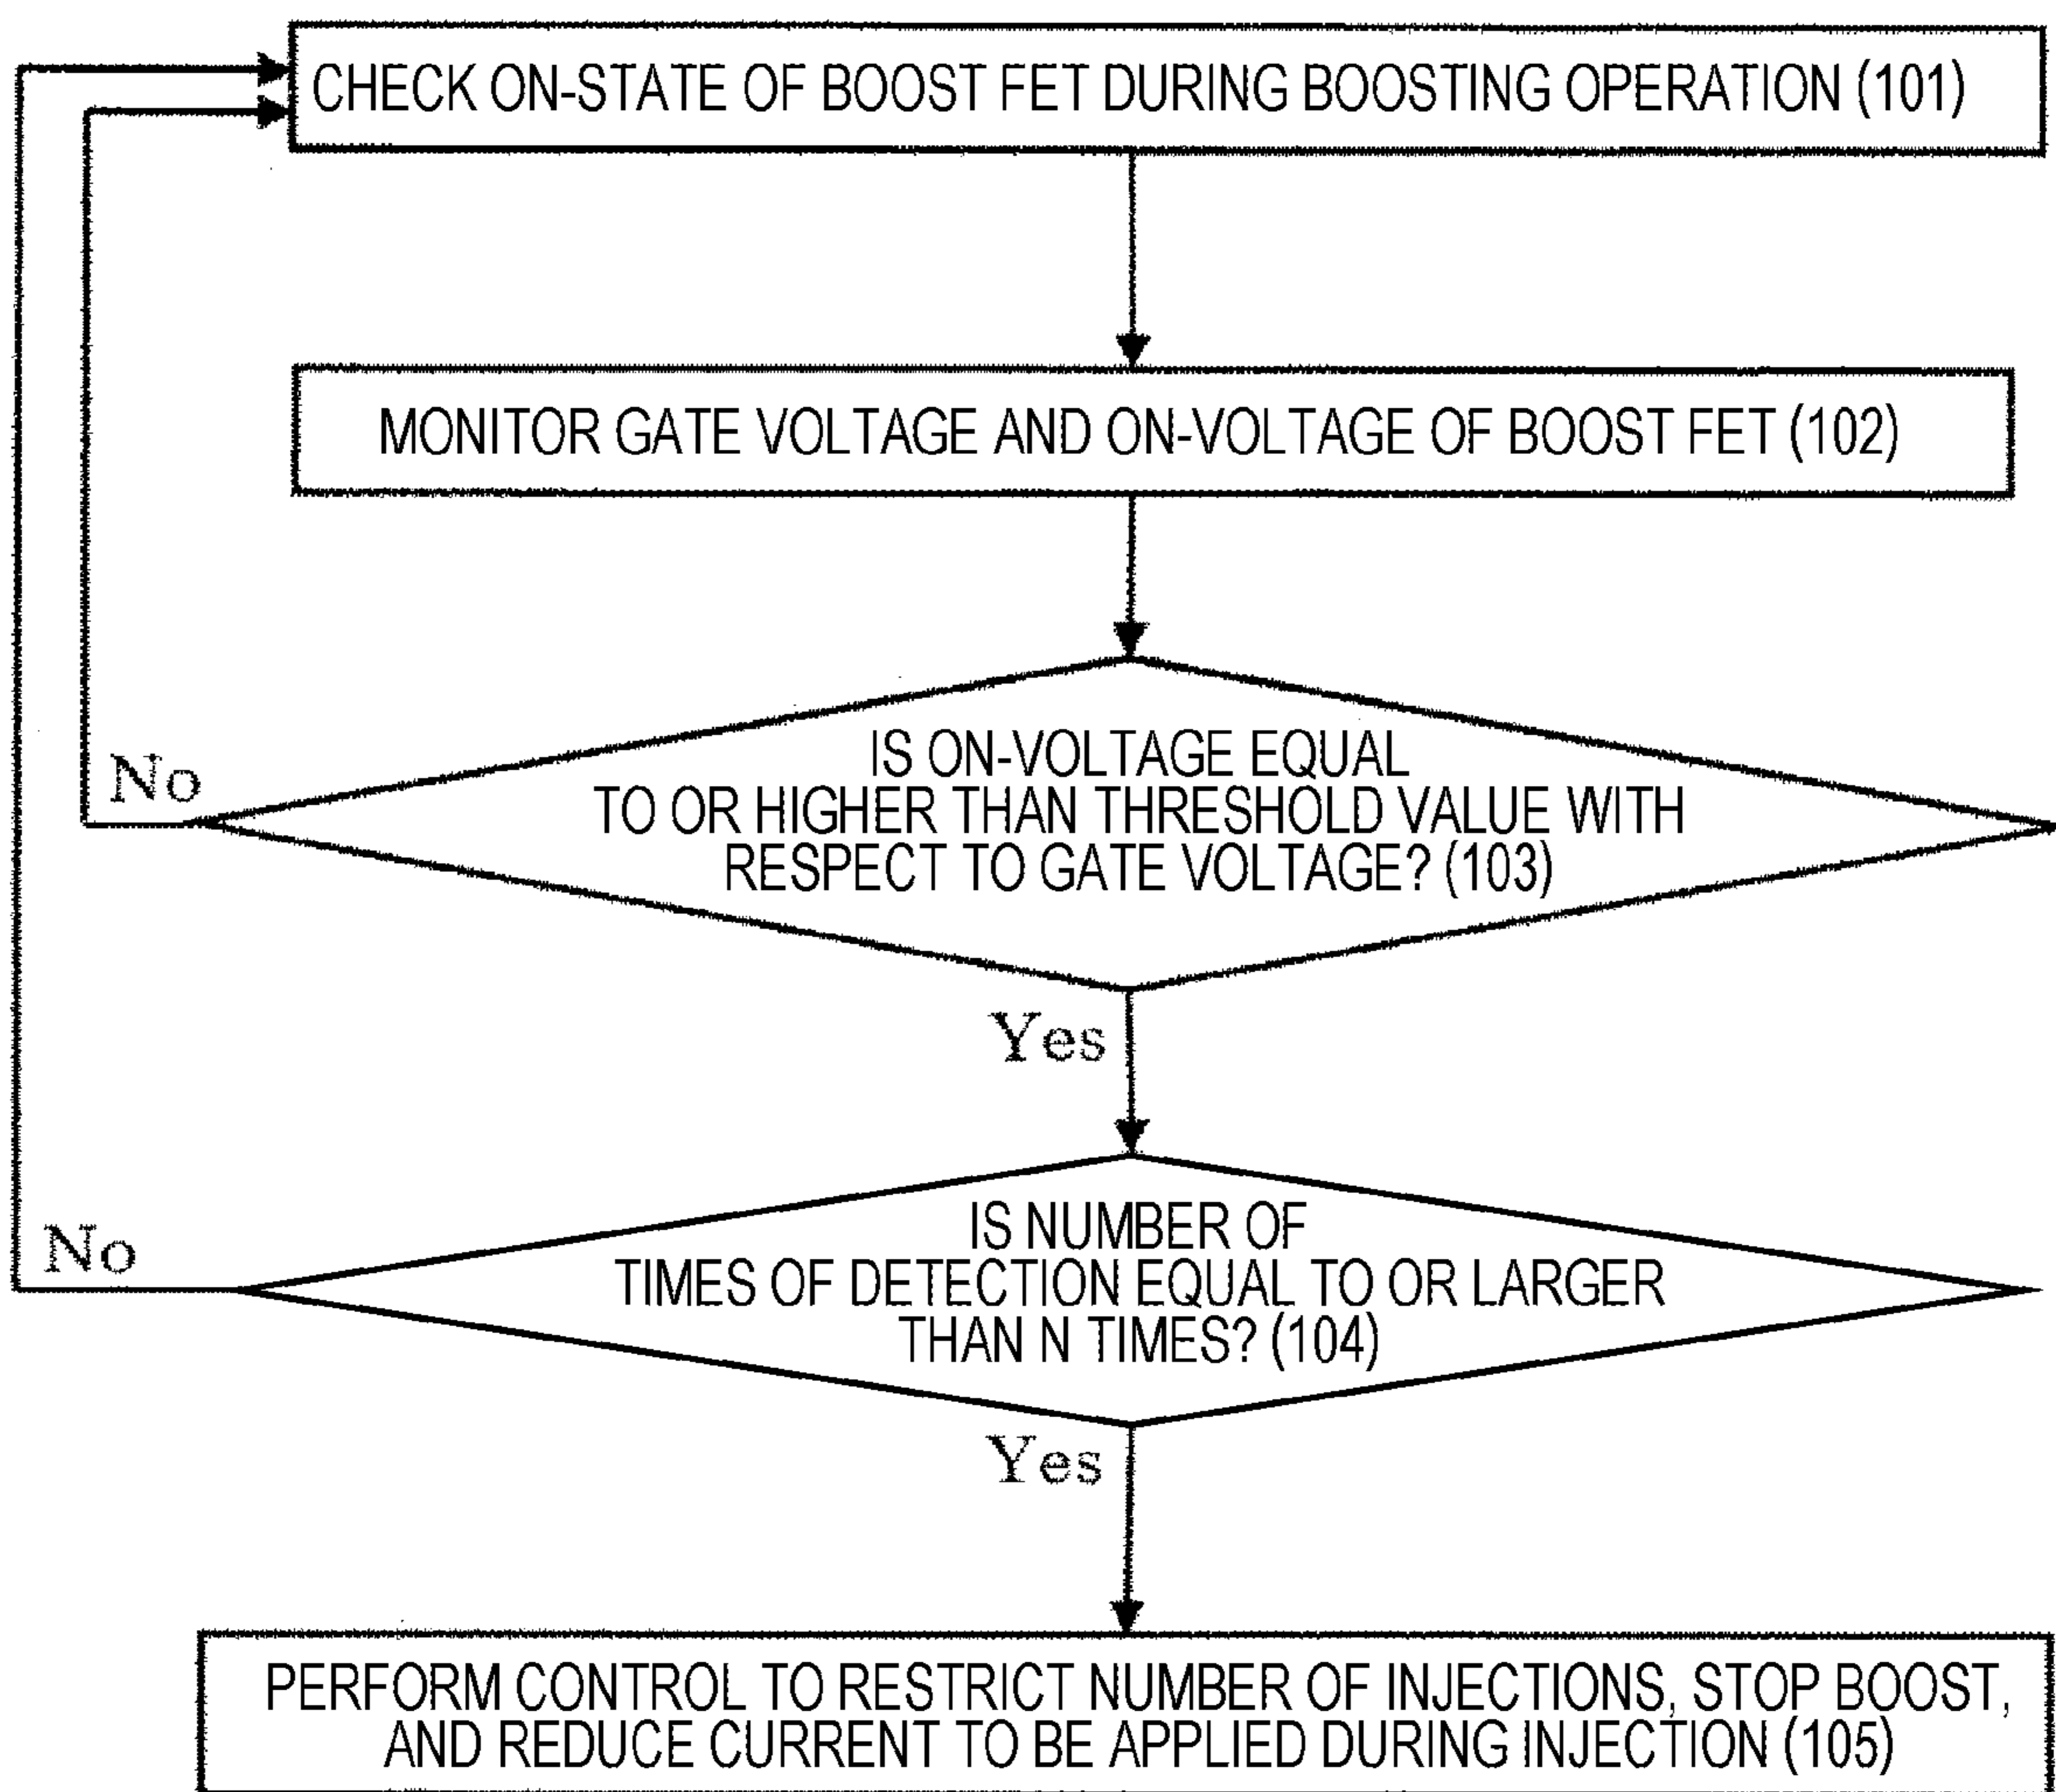 CHECK ON-STATE OF BOOST FET DURING BOOSTING OPERATION (101)
MONITOR GATE VOLTAGE AND ON-VOLTAGE OF BOOST FET (102)
IS ON-VOLTAGE EQUAL
TO OR HIGHER THAN THRESHOLD VALUE WITH
RESPECT TO GATE VOLTAGE? (103)
No
Yes
IS NUMBER OF
TIMES OF DETECTION EQUAL TO OR LARGER
THAN N TIMES? (104)
No
Yes
PERFORM CONTROL TO RESTRICT NUMBER OF INJECTIONS, STOP BOOST,
AND REDUCE CURRENT TO BE APPLIED DURING INJECTION (105)